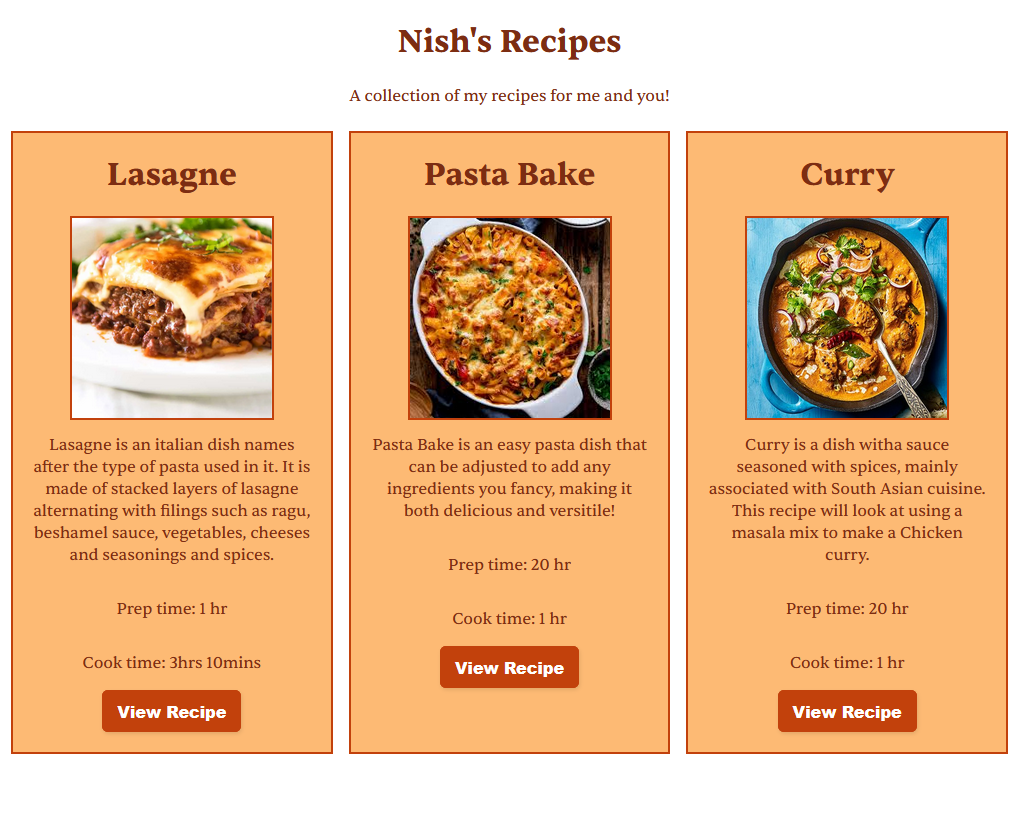 Nish's Recipes
A collection of my recipes for me and you!
Lasagne
Lasagne is an italian dish names
after the type of pasta used in it. It is
made of stacked layers of lasagne
alternating with filings such as ragu,
beshamel sauce, vegetables, cheeses
and seasonings and spices.
Prep time: 1 hr
Cook time: 3hrs 10mins
View Recipe
Pasta Bake
Pasta Bake is an easy pasta dish that
can be adjusted to add any
ingredients you fancy, making it
both delicious and versitile!
Prep time: 20 hr
Cook time: 1 hr
View Recipe
Curry
Curry is a dish witha sauce
seasoned with spices, mainly
associated with South Asian cuisine.
This recipe will look at using a
masala mix to make a Chicken
curry.
Prep time: 20 hr
Cook time: 1 hr
View Recipe